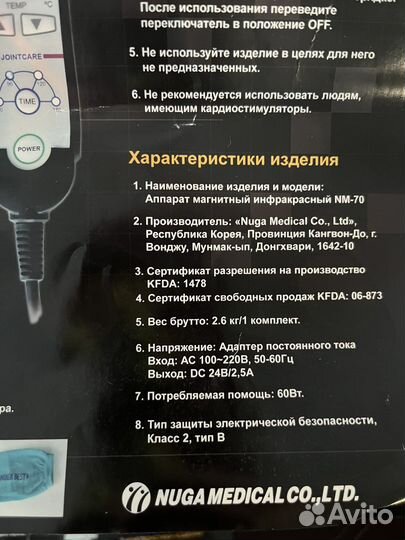 После использования переведите
переключатель в положение OFF.
5. Не используйте изделие в целях для него
не предназначенных.
6. Не рекомендуется использовать людям,
имеющим кардиостимуляторы.
TEMP °C
JOINTCARE
TIME
POWER
Характеристики изделия
1. Наименование изделия и модели:
Аппарат магнитный инфракрасный NM-70
2. Производитель: «Nuga Medical Co., Ltd»,
Республика Корея, Провинция Кангвон-До, г.
Вонджу, Мунмак-ып, Донгхвари, 1642-10
3. Сертификат разрешения на производство
KFDA: 1478
4. Сертификат свободных продаж KFDA: 06-873
5. Вес брутто: 2.6 кг/1 комплект.
6. Напряжение: Адаптер постоянного тока
Вход: AC 100~220В, 50-60Гц
Выход: DC 24В/2,5А
7. Потребляемая помощь: 60Вт.
8. Тип защиты электрической безопасности,
Класс 2, тип В
ра.
NUGA BEST
NUGA MEDICAL CO.,LTD.
Avito